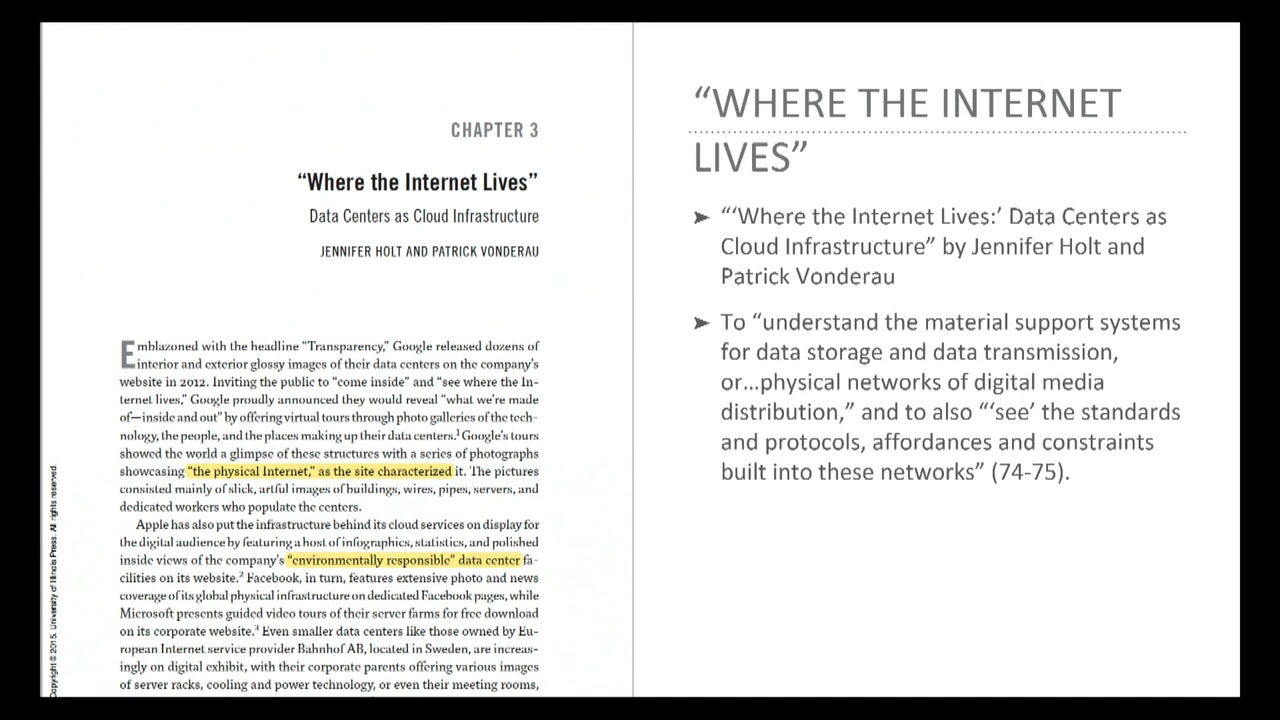 CHAPTER 3
“Where the Internet Lives”
Data Centers as Cloud Infrastructure
JENNIFER HOLT AND PATRICK VONDERAU
Emblazoned with the headline “Transparency,” Google released dozens of
interior and exterior glossy images of their data centers on the company’s
website in 2012. Inviting the public to “come inside” and “see where the In-
ternet lives,” Google proudly announced they would reveal “what we’re made
of—inside and out” by offering virtual tours through photo galleries of the tech-
nology, the people, and the places making up their data centers.¹ Google’s tours
showed the world a glimpse of these structures with a series of photographs
showcasing “the physical Internet,” as the site characterized it. The pictures
consisted mainly of slick, artful images of buildings, wires, pipes, servers, and
dedicated workers who populate the centers.
Apple has also put the infrastructure behind its cloud services on display for
the digital audience by featuring a host of infographics, statistics, and polished
inside views of the company’s “environmentally responsible” data center fa-
cilities on its website.² Facebook, in turn, features extensive photo and news
coverage of its global physical infrastructure on dedicated Facebook pages, while
Microsoft presents guided video tours of their server farms for free download
on its corporate website.³ Even smaller data centers like those owned by Eu-
ropean Internet service provider Bahnhof AB, located in Sweden, are increas-
ingly on digital exhibit, with their corporate parents offering various images
of server racks, cooling and power technology, or even their meeting rooms,
Copyright © 2015. University of Illinois Press. All rights reserved.
“WHERE THE INTERNET
LIVES”
➤ “‘Where the Internet Lives:’ Data Centers as
Cloud Infrastructure” by Jennifer Holt and
Patrick Vonderau
➤ To “understand the material support systems
for data storage and data transmission,
or…physical networks of digital media
distribution,” and to also “‘see’ the standards
and protocols, affordances and constraints
built into these networks” (74-75).